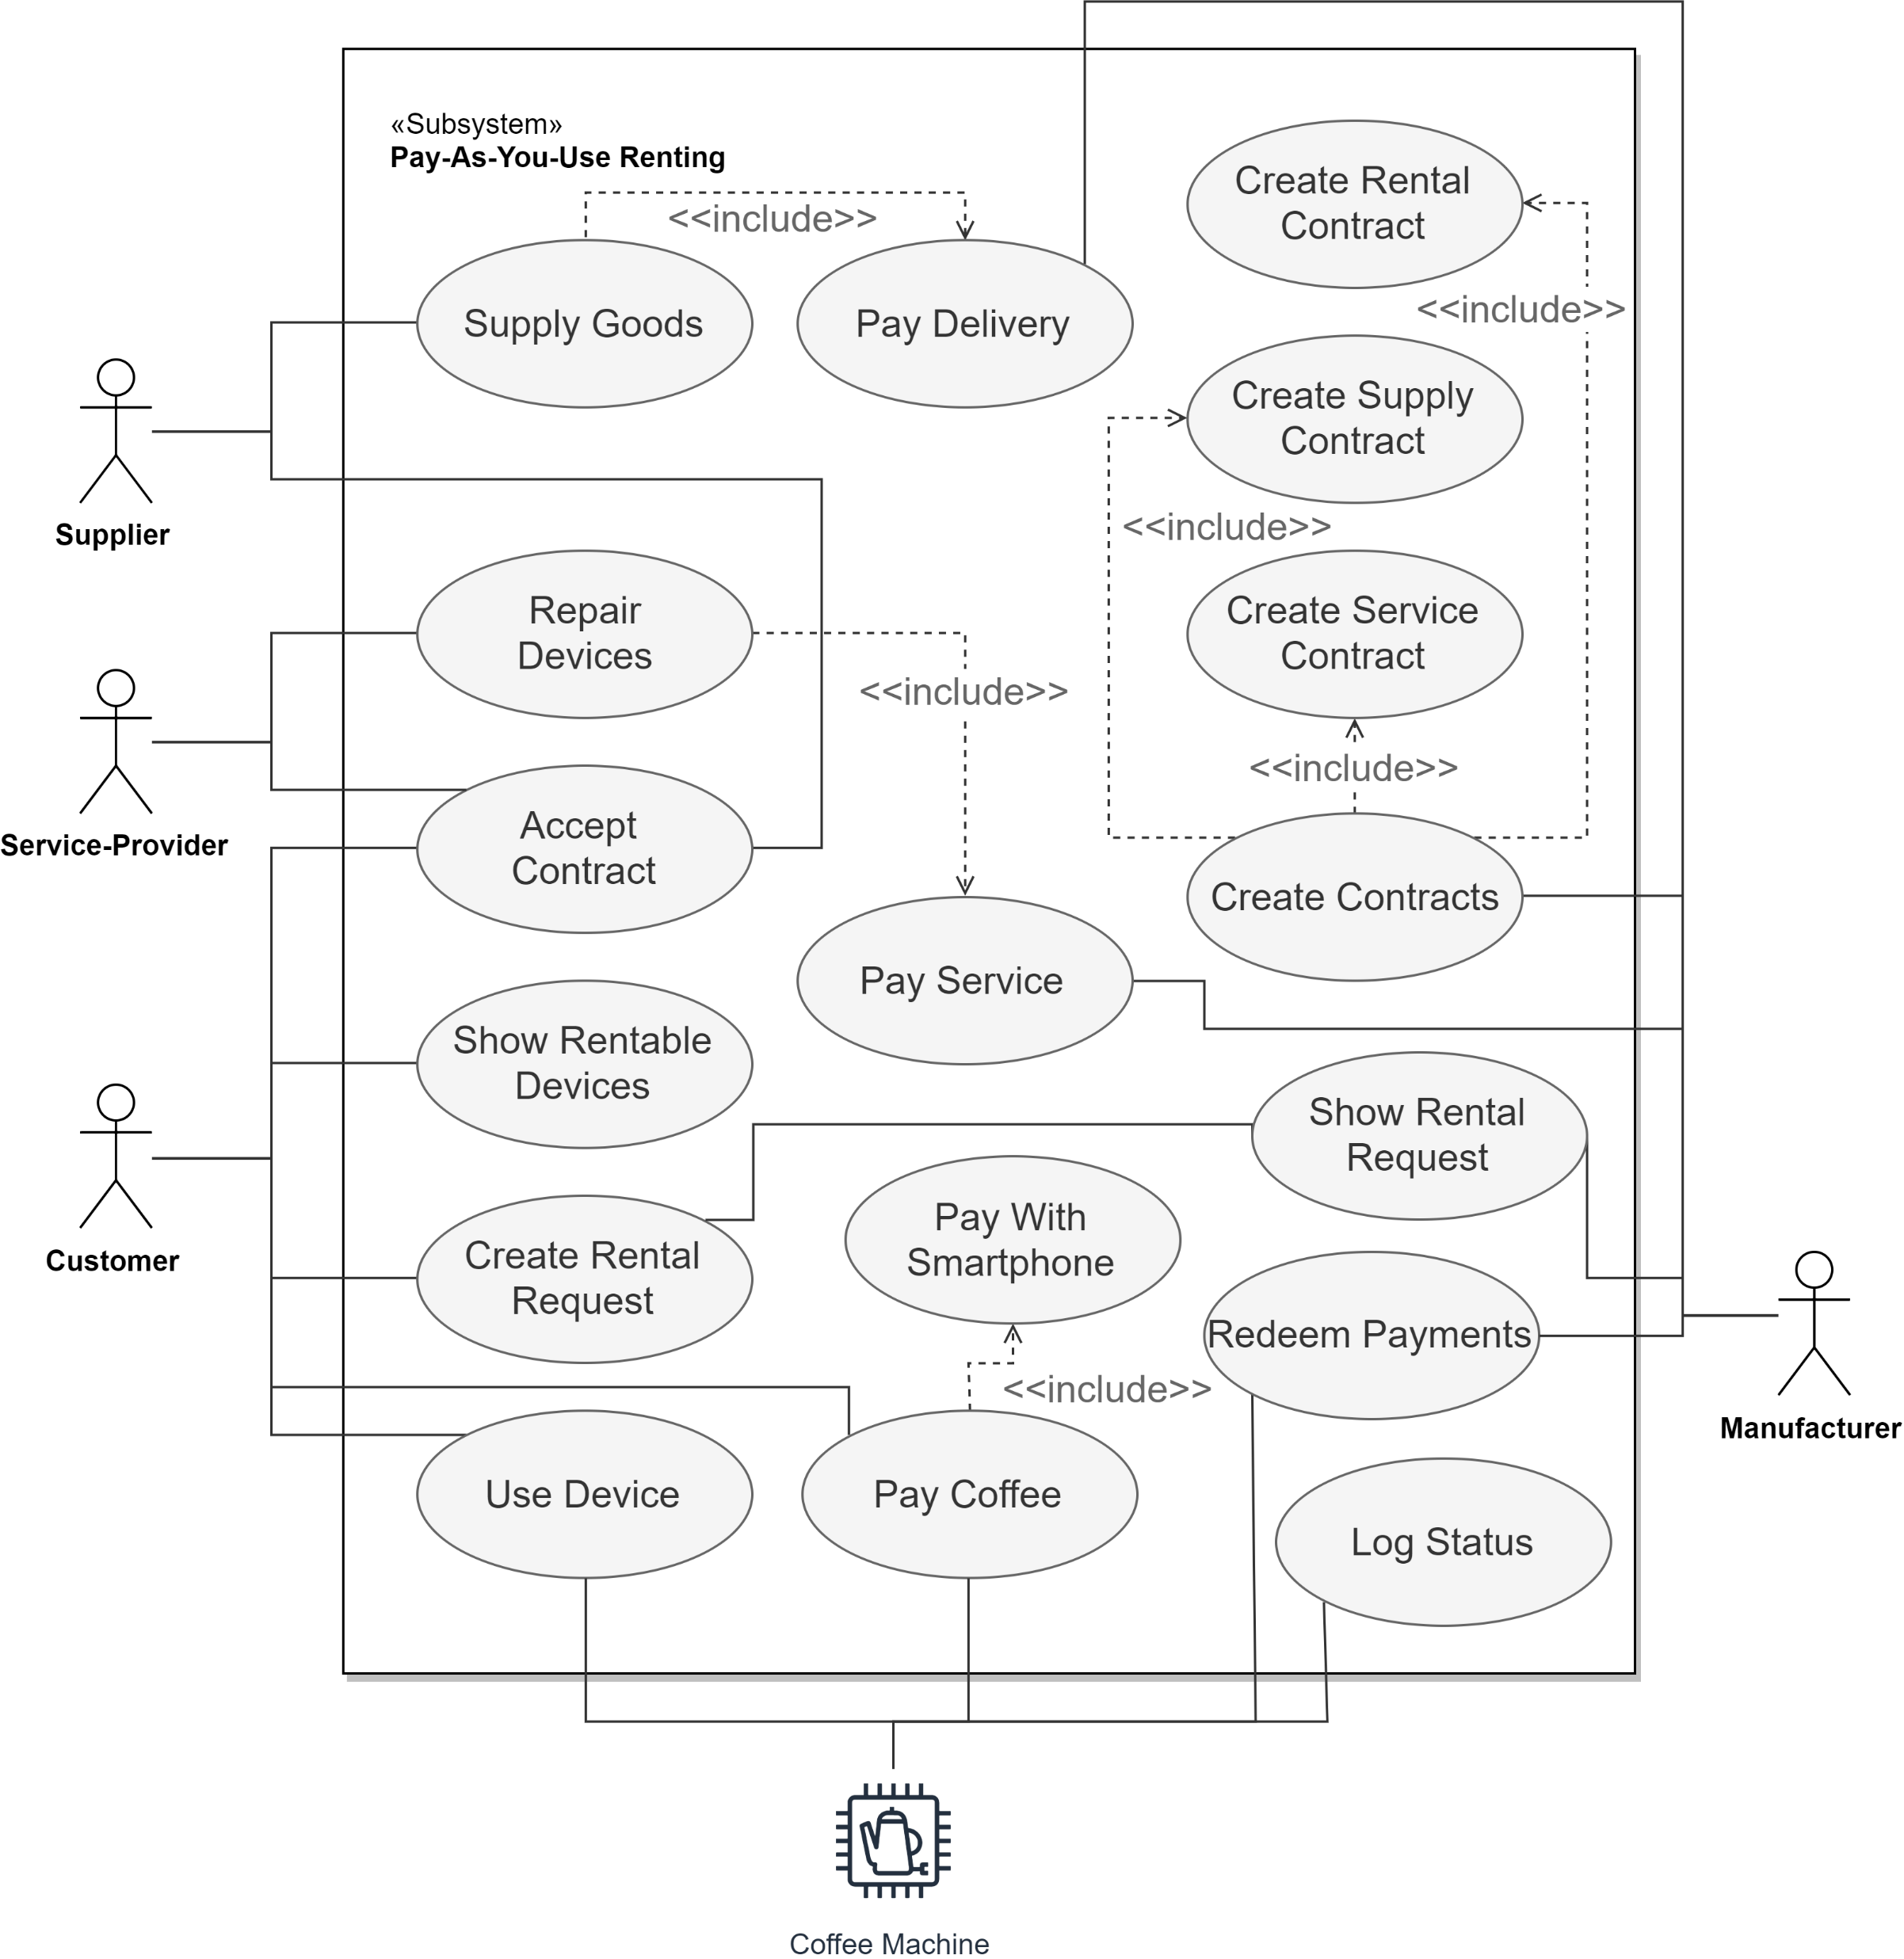 «Subsystem»
Pay-As-You-Use Renting
<<include>>
Create Rental
Contract
Supply Goods
Pay Delivery
<<include>>
Create Supply
Contract
Supplier
<<include>>
Repair
Devices
Create Service
Contract
<<include>>
<<include>>
Service-Provider
Accept
Contract
Create Contracts
Pay Service
Show Rentable
Devices
Show Rental
Request
Customer
Create Rental
Request
Pay With
Smartphone
Redeem Payments
<<include>>
Manufacturer
Use Device
Pay Coffee
Log Status
Coffee Machine